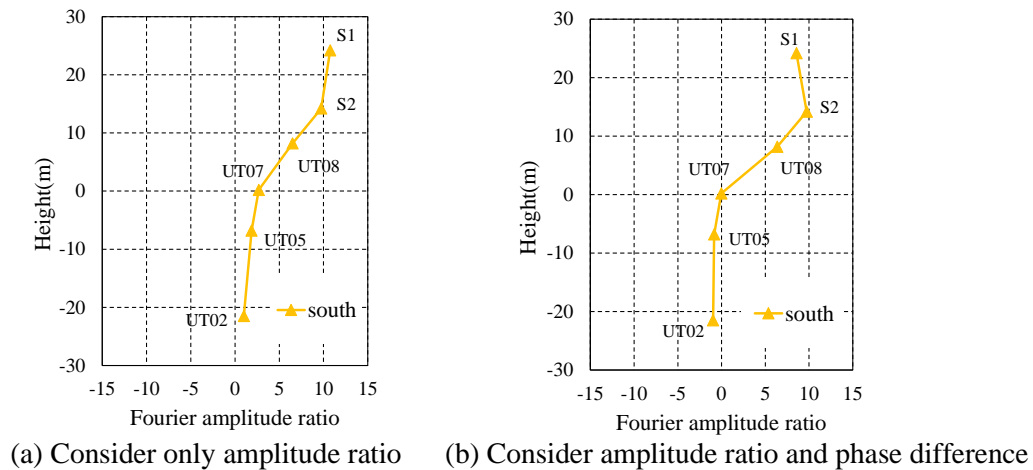 30
20
10
0
-10
-20
-30
Height(m)
S1
S2
UT08
UT07
UT05
UT02
south
-15 -10 -5 0 5 10 15
Fourier amplitude ratio
(a) Consider only amplitude ratio
30
20
10
0
-10
-20
-30
Height(m)
S1
S2
UT08
UT07
UT05
UT02
south
-15 -10 -5 0 5 10 15
Fourier amplitude ratio
(b) Consider amplitude ratio and phase difference